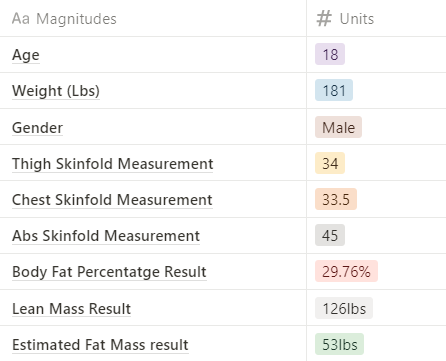 Aa Magnitudes # Units
Age 18
Weight (Lbs) 181
Gender Male
Thigh Skinfold Measurement 34
Chest Skinfold Measurement 33.5
Abs Skinfold Measurement 45
Body Fat Percentatge Result 29.76%
Lean Mass Result 126lbs
Estimated Fat Mass result 53lbs